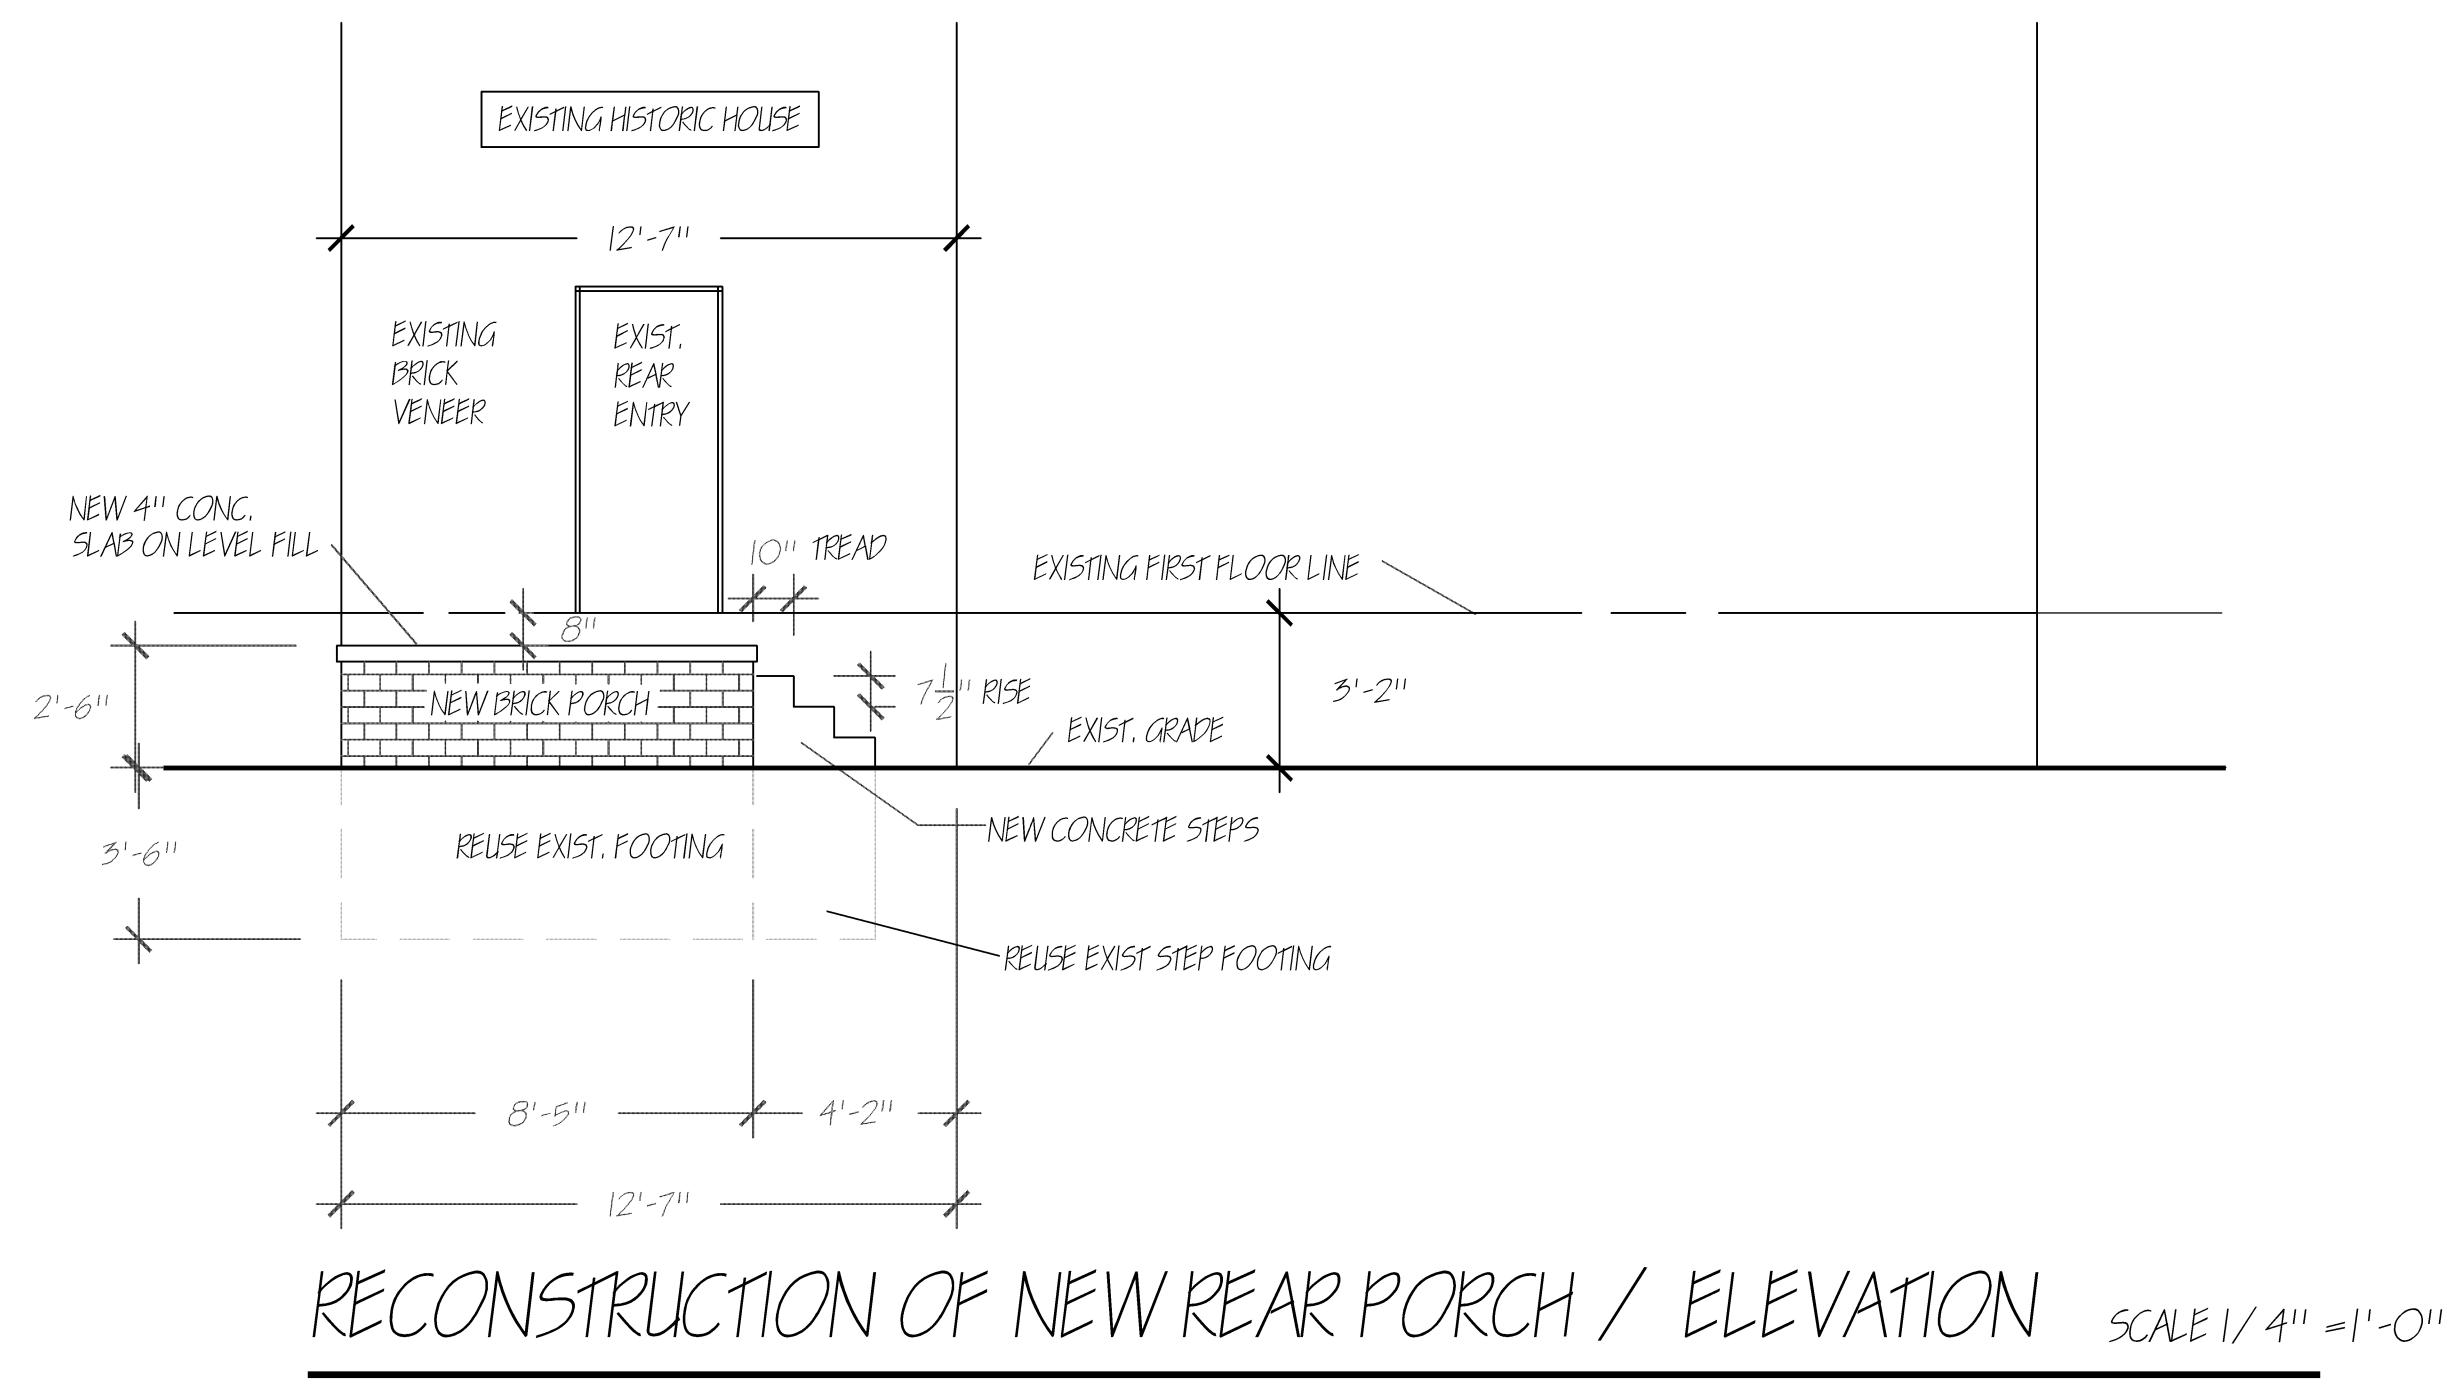 EXISTING HISTORIC HOUSE
12'-7"
EXISTING
BRICK
VENEER
EXIST.
REAR
ENTRY
NEW 4" CONC.
SLAB ON LEVEL FILL
10" TREAD
EXISTING FIRST FLOOR LINE
8"
2'-6"
NEW BRICK PORCH
7 1/2" RISE
3'-2"
EXIST. GRADE
3'-6"
REUSE EXIST. FOOTING
NEW CONCRETE STEPS
REUSE EXIST STEP FOOTING
8'-5"
4'-2"
12'-7"
RECONSTRUCTION OF NEW REAR PORCH / ELEVATION
SCALE 1/4" =1'-0"